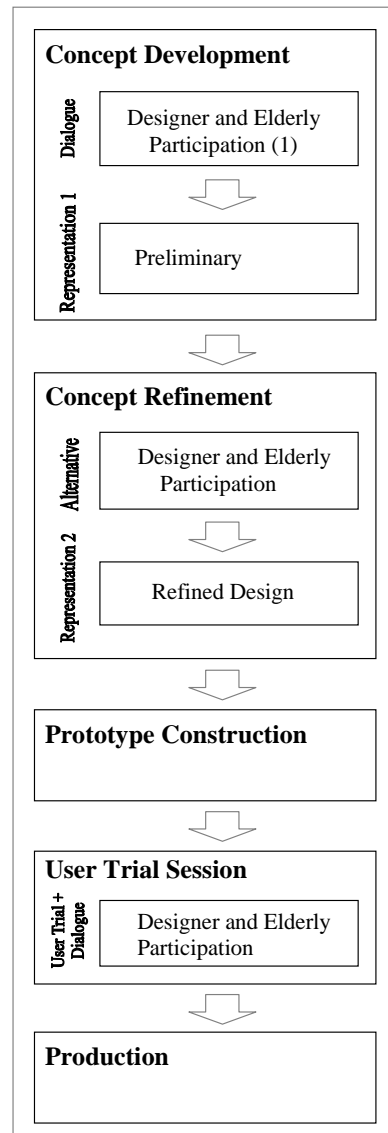 Concept Development
Dialogue
Designer and Elderly
Participation (1)
Representation 1
Preliminary
Concept Refinement
Alternative
Designer and Elderly
Participation
Representation 2
Refined Design
Prototype Construction
User Trial Session
User Trial +
Dialogue
Designer and Elderly
Participation
Production